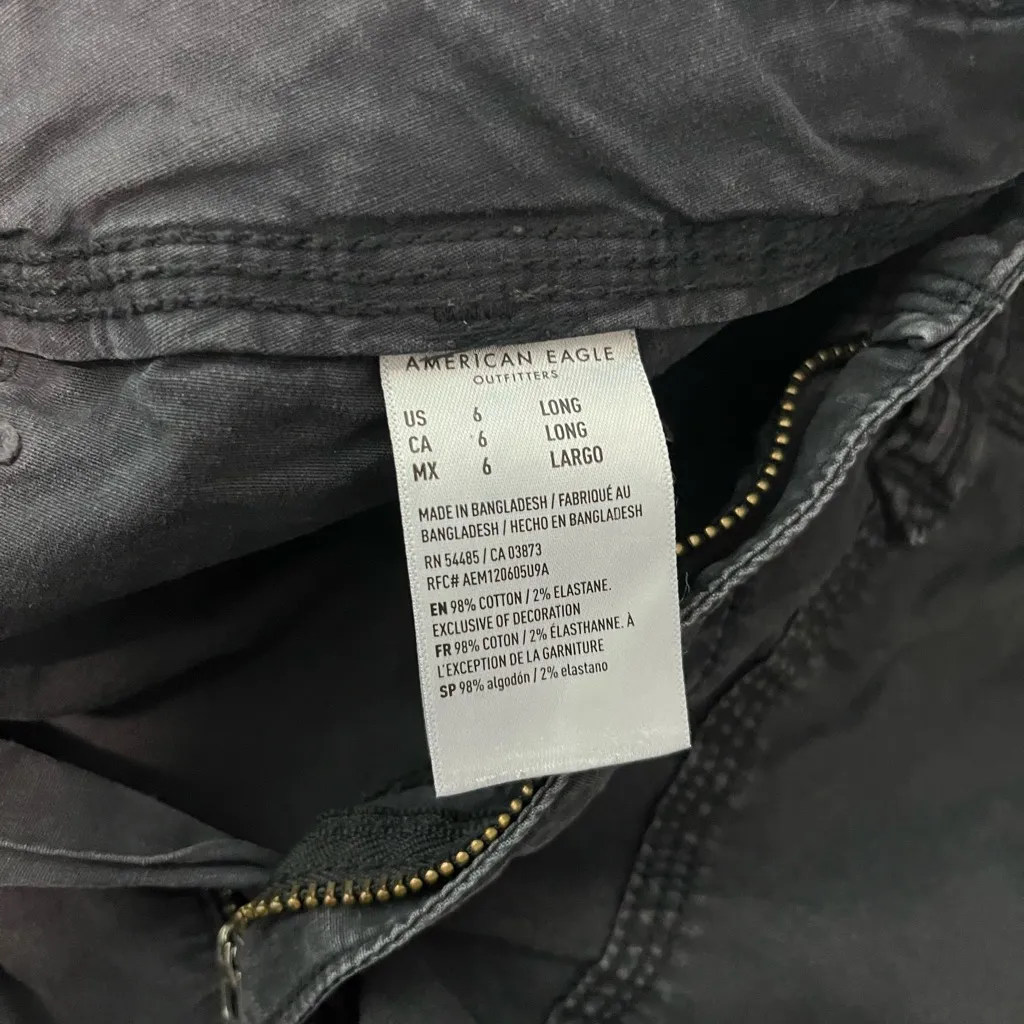 AMERICAN EAGLE
OUTFITTERS
US 6 LONG
CA 6 LONG
MX 6 LARGO
MADE IN BANGLADESH / FABRIQUÉ AU
BANGLADESH / HECHO EN BANGLADESH
RN 54485 / CA 03873
RFC# AEM120605U9A
EN 98% COTTON / 2% ELASTANE.
EXCLUSIVE OF DECORATION
FR 98% COTON / 2% ÉLASTHANNE. À
L'EXCEPTION DE LA GARNITURE
SP 98% algodón / 2% elastano